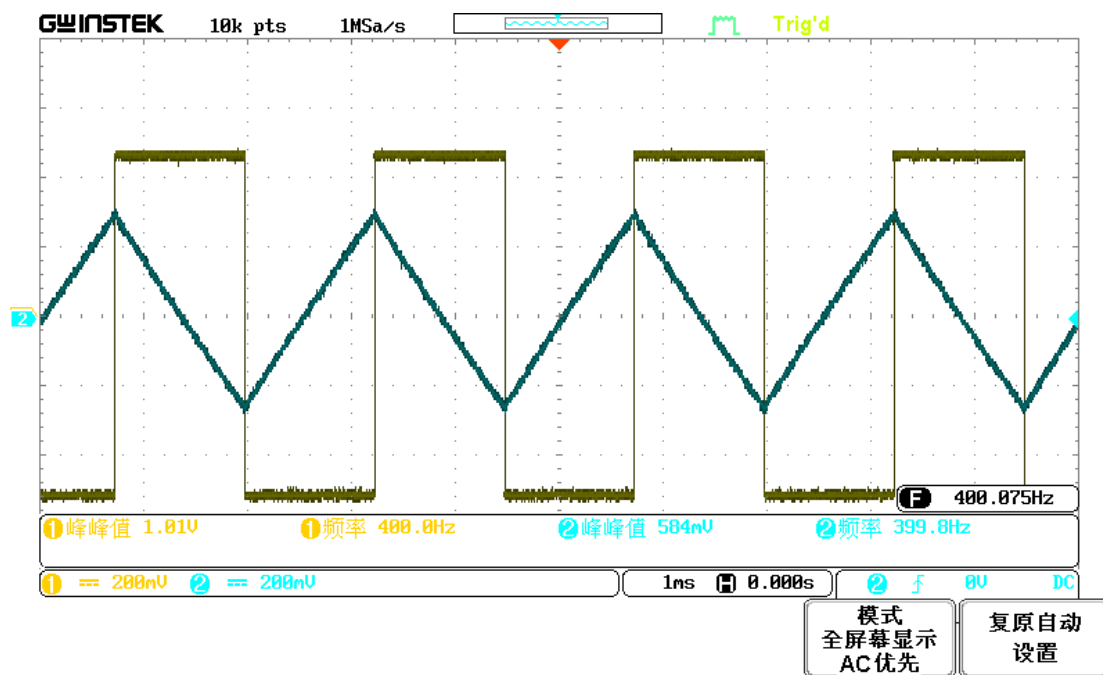 GWINSTEK 10k pts 1MSa/s Trig'd
2
F 400.075Hz
1 峰峰值 1.01V 1 频率 400.0Hz 2 峰峰值 584mV 2 频率 399.8Hz
1 200mV 2 200mV 1ms H 0.000s 2 0V DC
模式
全屏幕显示
AC优先
复原自动
设置